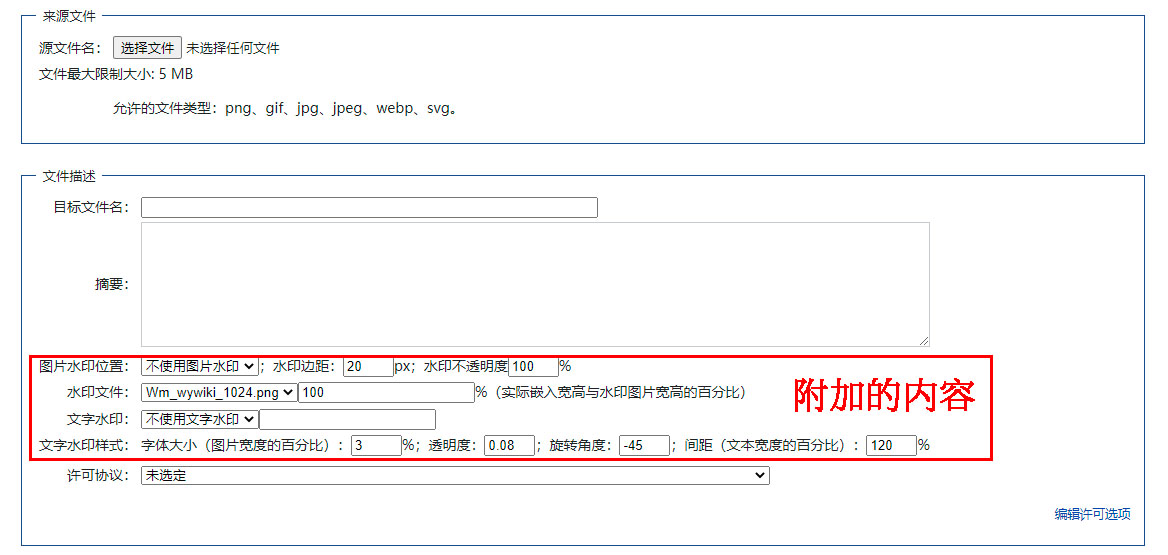 来源文件
源文件名： 选择文件 未选择任何文件
文件最大限制大小: 5 MB
允许的文件类型：png、gif、jpg、jpeg、webp、svg。
文件描述
目标文件名：
摘要：
图片水印位置： 不使用图片水印 ；水印边距：20 px；水印不透明度 100 %
水印文件： Wm_wywiki_1024.png 100 %（实际嵌入宽高与水印图片宽高的百分比）
文字水印： 不使用文字水印
文字水印样式： 字体大小（图片宽度的百分比）：3 %；透明度：0.08 ；旋转角度：-45 ；间距（文本宽度的百分比）：120 %
附加的内容
许可协议： 未选定
编辑许可选项